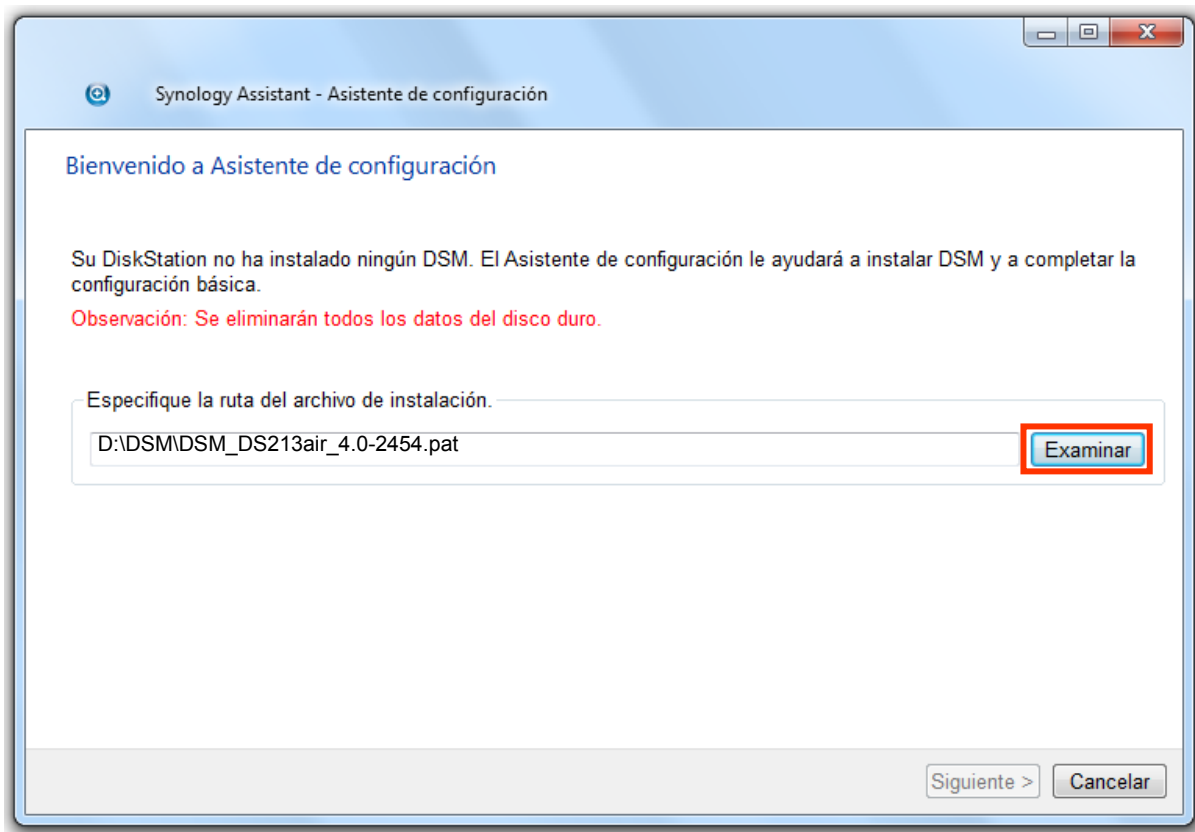 Synology Assistant - Asistente de configuración
Bienvenido a Asistente de configuración
Su DiskStation no ha instalado ningún DSM. El Asistente de configuración le ayudará a instalar DSM y a completar la
configuración básica.
Observación: Se eliminarán todos los datos del disco duro.
Especifique la ruta del archivo de instalación.
D:\DSM\DSM_DS213air_4.0-2454.pat
Examinar
Siguiente >
Cancelar